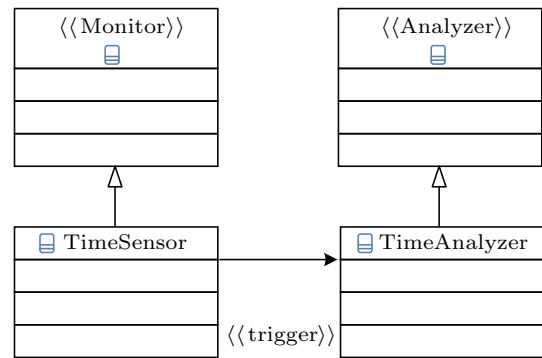 ⟨⟨Monitor⟩⟩
⟨⟨Analyzer⟩⟩
TimeSensor
TimeAnalyzer
⟨⟨trigger⟩⟩